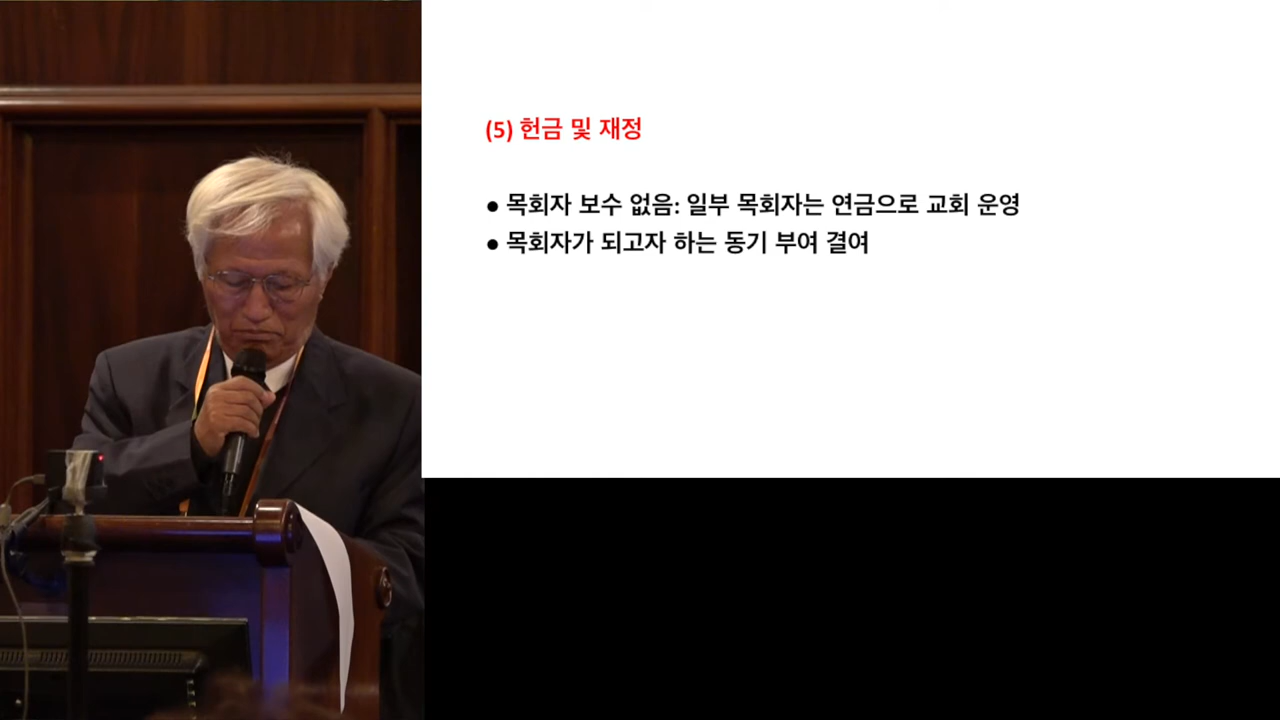 (5) 헌금 및 재정
● 목회자 보수 없음: 일부 목회자는 연금으로 교회 운영
● 목회자가 되고자 하는 동기 부여 결여